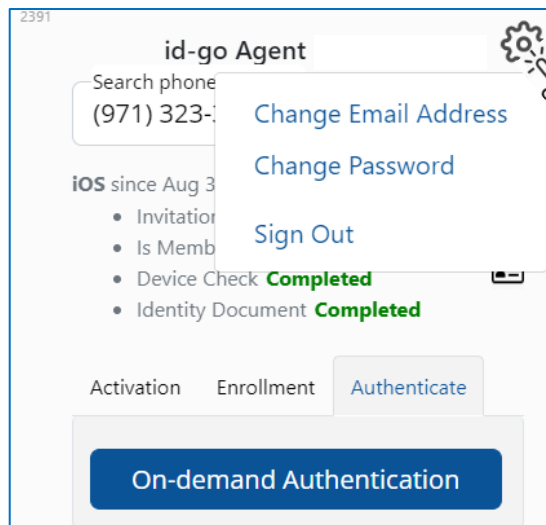 2391
id-go Agent
Search phone
(971) 323-
Change Email Address
Change Password
Sign Out
iOS since Aug 3
• Invitation
• Is Memb
• Device Check Completed
• Identity Document Completed
Activation Enrollment Authenticate
On-demand Authentication